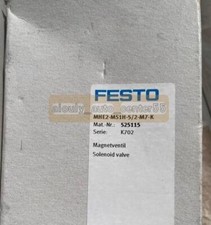 FESTO
MHE2-MS1H-5/2-M7-K
Mat.-Nr.: 525115
Serie: K702
Magnetventil
Solenoid valve